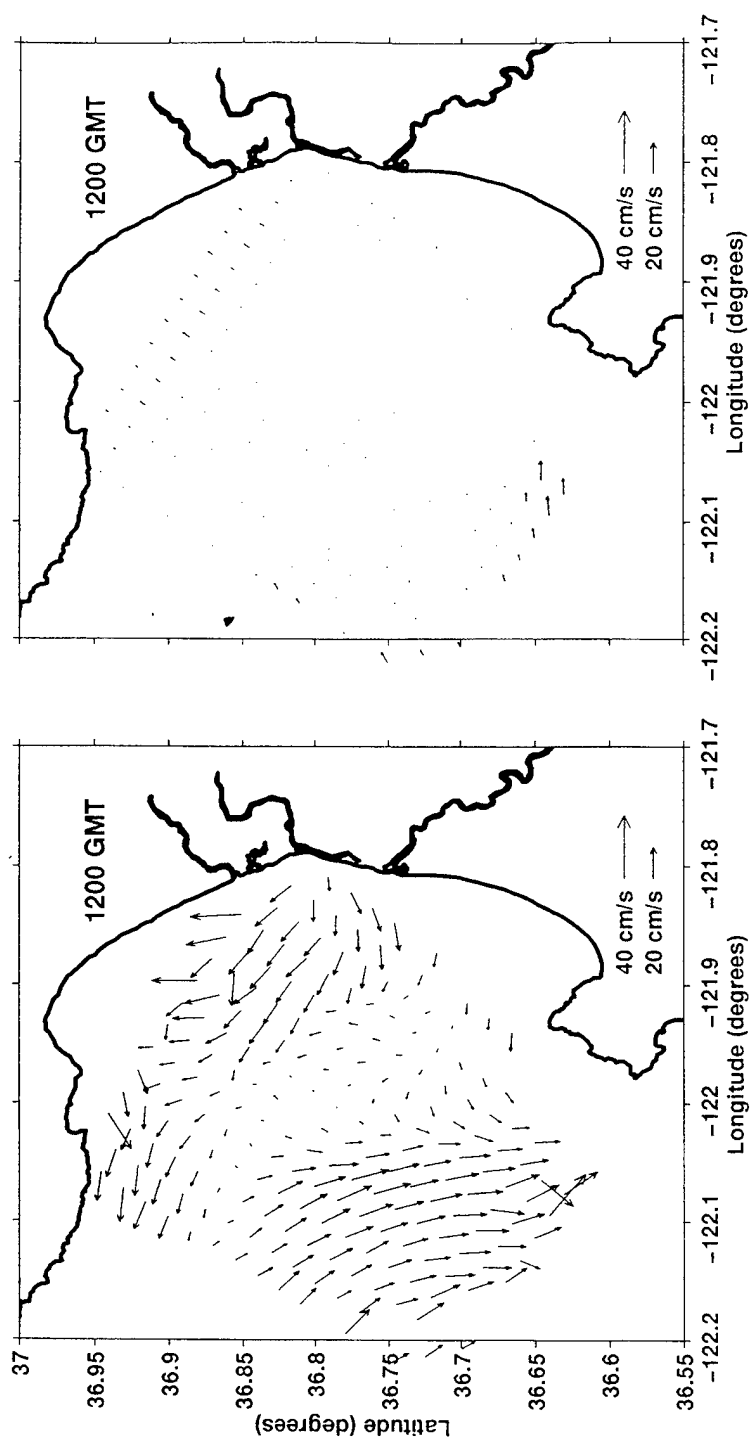 1200 GMT
40 cm/s
20 cm/s
37
36.95
36.9
36.85
36.8
36.75
36.7
36.65
36.6
36.55
Latitude (degrees)
−122.2
−122.1
−122
−121.9
−121.8
−121.7
Longitude (degrees)
1200 GMT
40 cm/s
20 cm/s
−122.2
−122.1
−122
−121.9
−121.8
−121.7
Longitude (degrees)